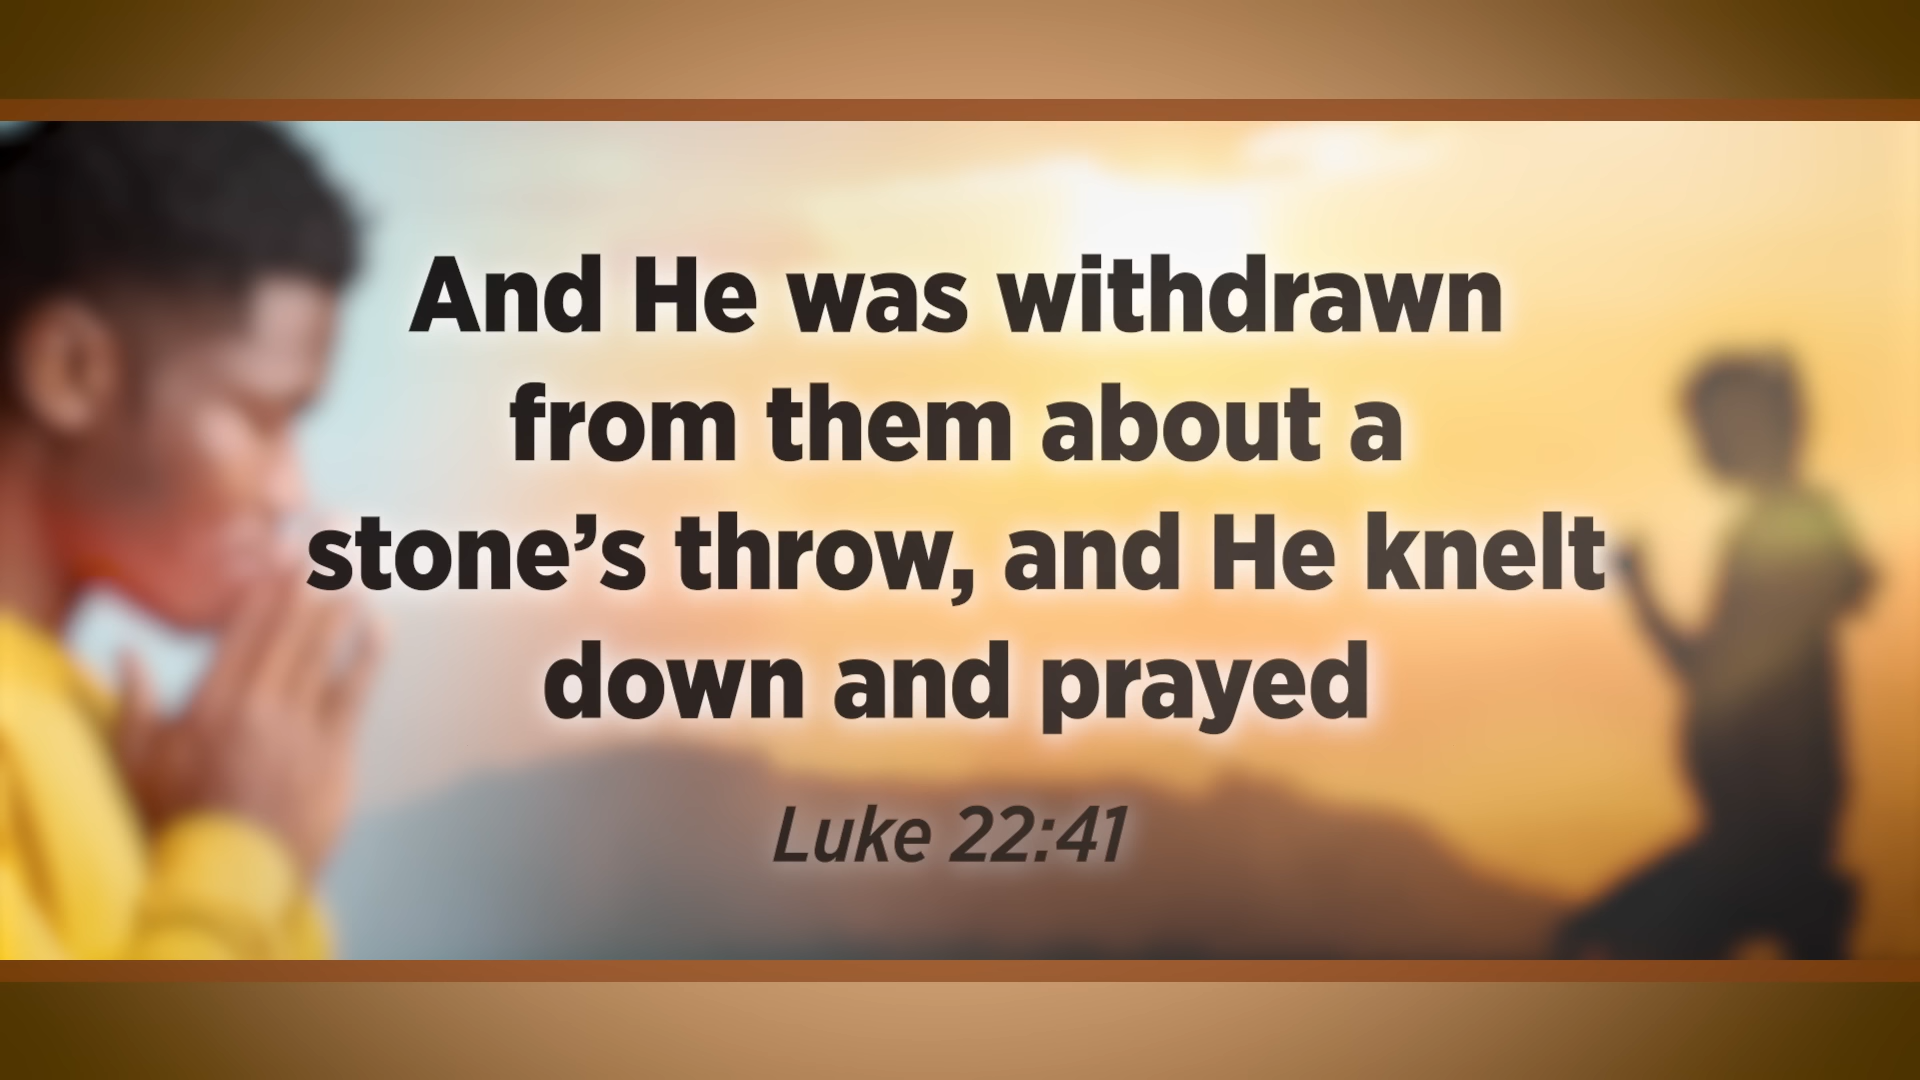 And He was withdrawn
from them about a
stone’s throw, and He knelt
down and prayed
Luke 22:41